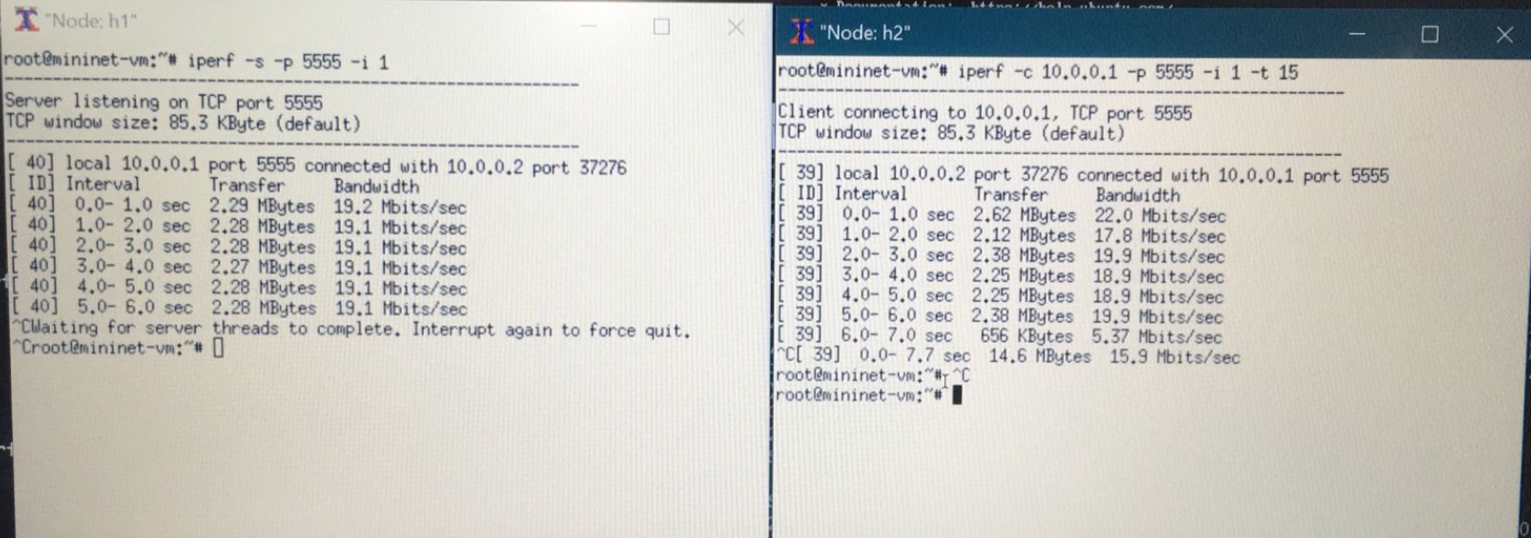 "Node: h1"
root@mininet-vm:~# iperf -s -p 5555 -i 1
------------------------------------------------------------
Server listening on TCP port 5555
TCP window size: 85.3 KByte (default)
------------------------------------------------------------
[ 40] local 10.0.0.1 port 5555 connected with 10.0.0.2 port 37276
[ ID] Interval Transfer Bandwidth
[ 40] 0.0- 1.0 sec 2.29 MBytes 19.2 Mbits/sec
[ 40] 1.0- 2.0 sec 2.28 MBytes 19.1 Mbits/sec
[ 40] 2.0- 3.0 sec 2.28 MBytes 19.1 Mbits/sec
[ 40] 3.0- 4.0 sec 2.27 MBytes 19.1 Mbits/sec
[ 40] 4.0- 5.0 sec 2.28 MBytes 19.1 Mbits/sec
[ 40] 5.0- 6.0 sec 2.28 MBytes 19.1 Mbits/sec
^CWaiting for server threads to complete. Interrupt again to force quit.
^Croot@mininet-vm:~#
* Documentation: https://help.ubuntu.com/
"Node: h2"
root@mininet-vm:~# iperf -c 10.0.0.1 -p 5555 -i 1 -t 15
------------------------------------------------------------
Client connecting to 10.0.0.1, TCP port 5555
TCP window size: 85.3 KByte (default)
------------------------------------------------------------
[ 39] local 10.0.0.2 port 37276 connected with 10.0.0.1 port 5555
[ ID] Interval Transfer Bandwidth
[ 39] 0.0- 1.0 sec 2.62 MBytes 22.0 Mbits/sec
[ 39] 1.0- 2.0 sec 2.12 MBytes 17.8 Mbits/sec
[ 39] 2.0- 3.0 sec 2.38 MBytes 19.9 Mbits/sec
[ 39] 3.0- 4.0 sec 2.25 MBytes 18.9 Mbits/sec
[ 39] 4.0- 5.0 sec 2.25 MBytes 18.9 Mbits/sec
[ 39] 5.0- 6.0 sec 2.38 MBytes 19.9 Mbits/sec
[ 39] 6.0- 7.0 sec 656 KBytes 5.37 Mbits/sec
^C[ 39] 0.0- 7.7 sec 14.6 MBytes 15.9 Mbits/sec
root@mininet-vm:~# ^C
root@mininet-vm:~#